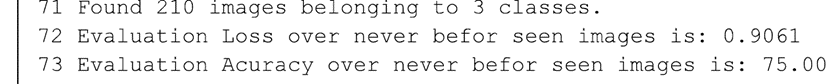 71 Found 210 images belonging to 3 classes.
72 Evaluation Loss over never befor seen images is: 0.9061
73 Evaluation Acuracy over never befor seen images is: 75.00